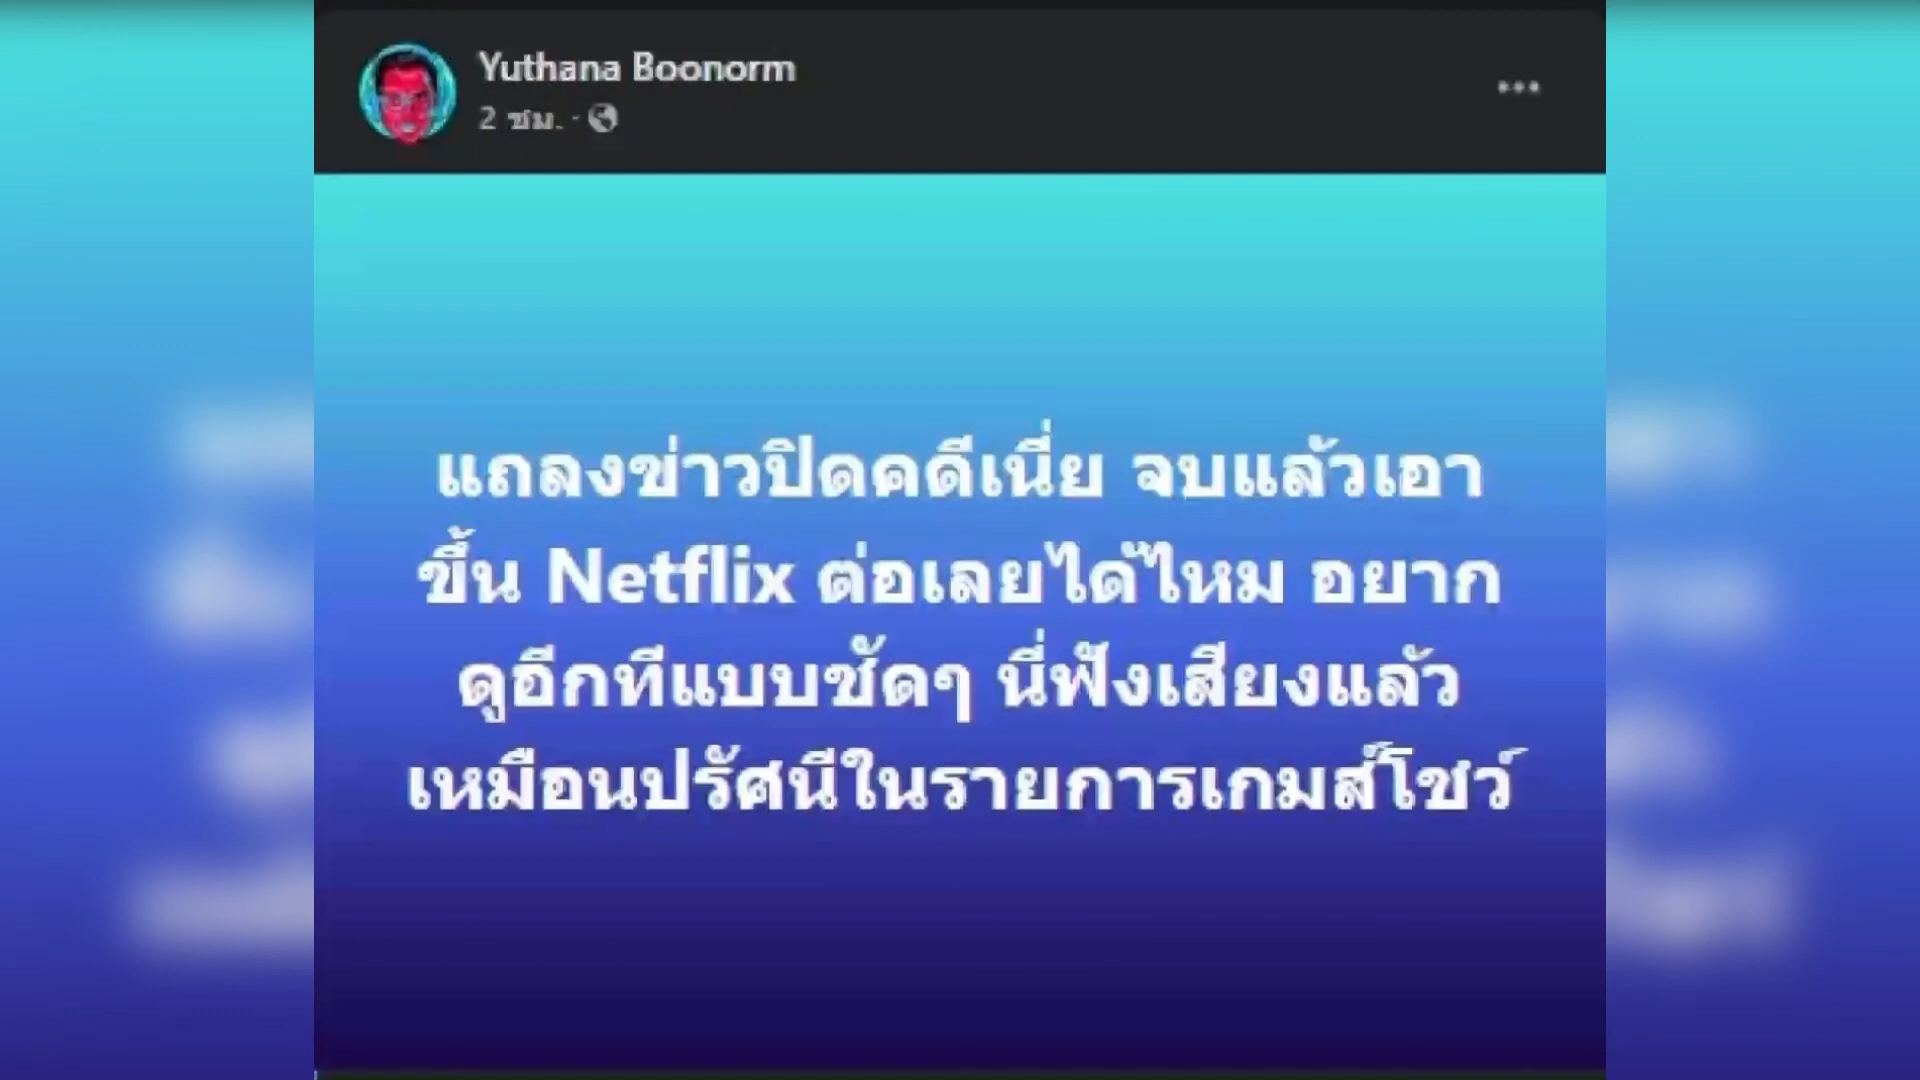 Yuthana Boonorm
2 ชม. ·
แถลงข่าวปิดคดีเนี่ย จบแล้วเอา
ขึ้น Netflix ต่อเลยได้ไหม อยาก
ดูอีกทีแบบชัดๆ นี่ฟังเสียงแล้ว
เหมือนปรัศนีในรายการเกมส์โชว์